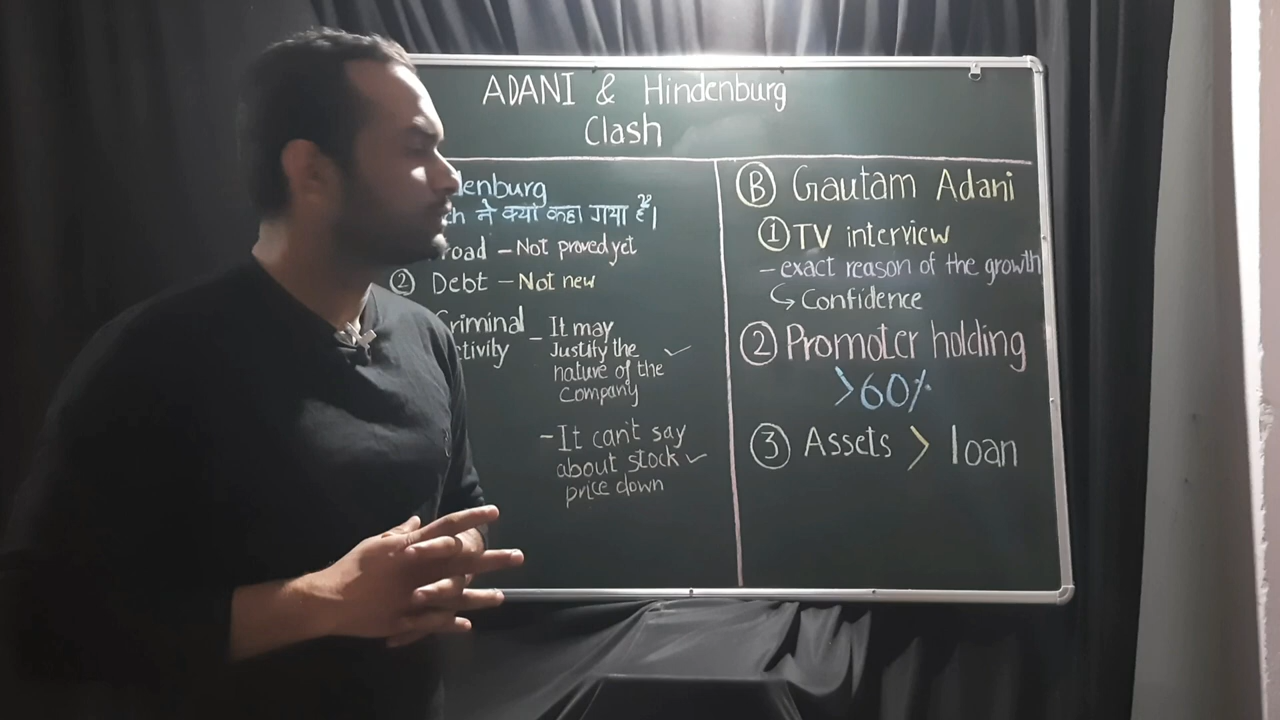 ADANI & Hindenburg
Clash
denburg
ch ने क्या कहा गया है।
road - Not proved yet
② Debt - Not new
Criminal
tivity
- It may
Justify the
nature of the
Company
- It can't say
about stock
price down
Ⓑ Gautam Adani
① TV interview
- exact reason of the growth
↳ Confidence
② Promoter holding
>60%
③ Assets > loan